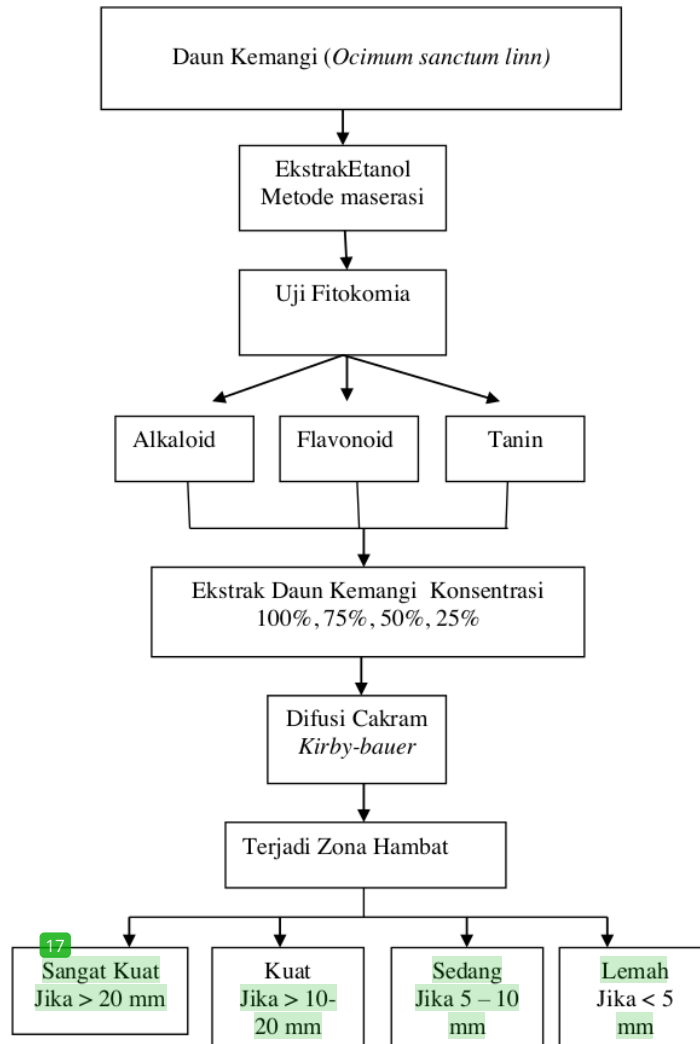 Daun Kemangi (Ocimum sanctum linn)
EkstrakEtanol
Metode maserasi
Uji Fitokomia
Alkaloid
Flavonoid
Tanin
Ekstrak Daun Kemangi Konsentrasi
100%, 75%, 50%, 25%
Difusi Cakram
Kirby-bauer
Terjadi Zona Hambat
17
Sangat Kuat
Jika > 20 mm
Kuat
Jika > 10-
20 mm
Sedang
Jika 5 – 10
mm
Lemah
Jika < 5
mm